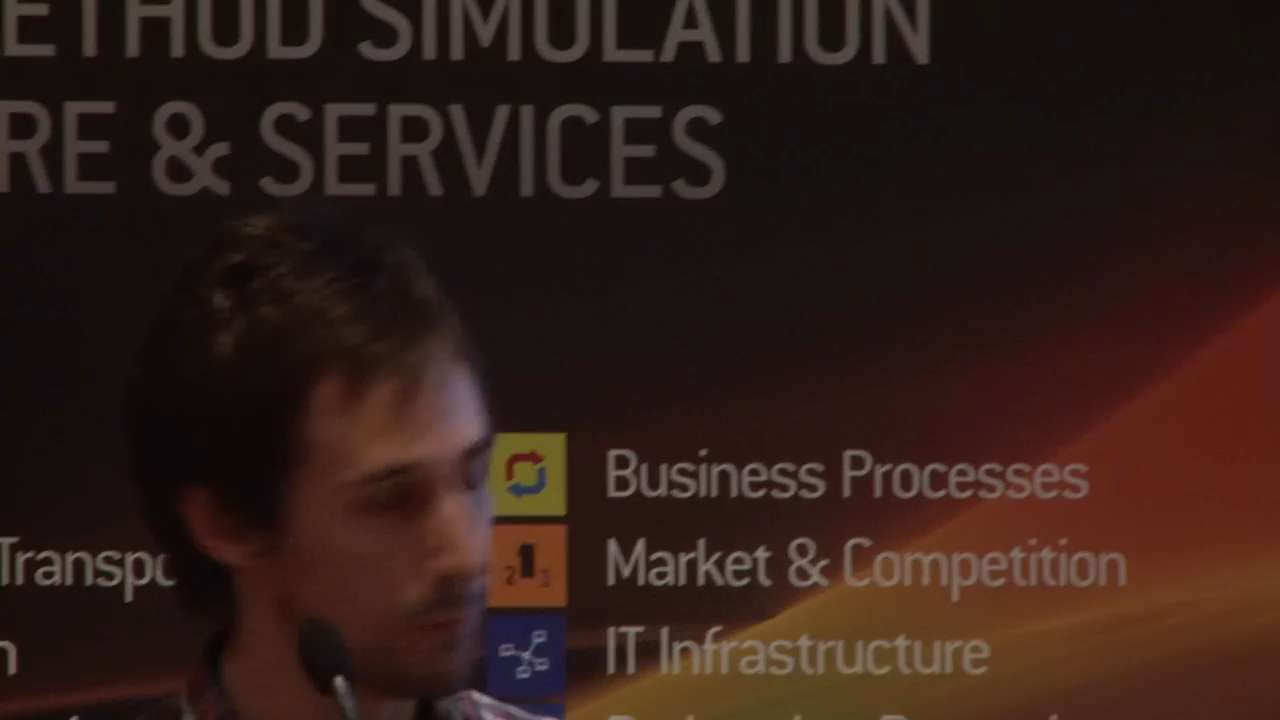 ETHOD SIMULATION
RE & SERVICES
Business Processes
Transpo
Market & Competition
n
IT Infrastructure